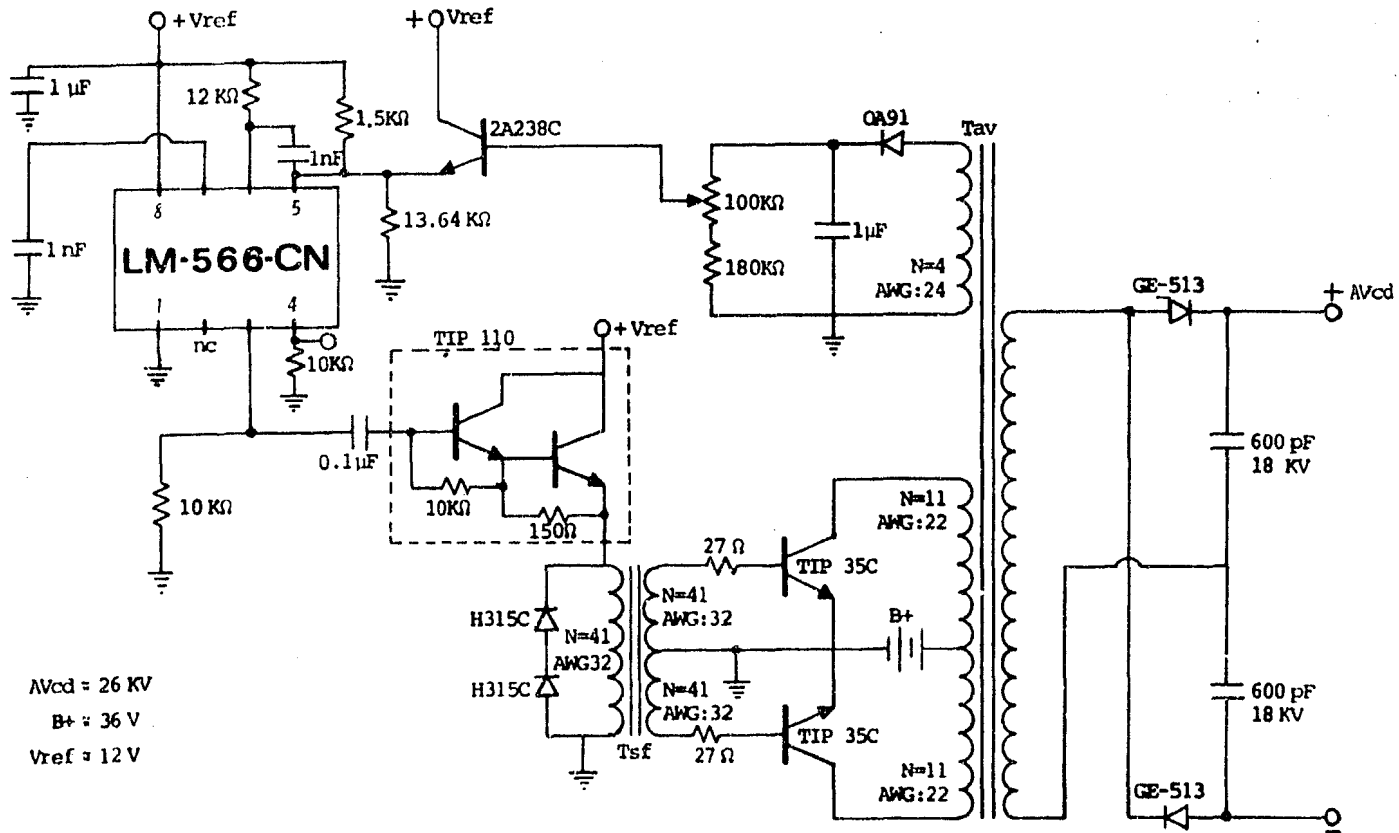 + Vref
+ Vref
1 µF
12 KΩ
1.5KΩ
2A238C
OA91
Tav
1nF
8
5
13.64 KΩ
100KΩ
1µF
1 nF
LM-566-CN
180KΩ
N=4
AWG:24
GE-513
+ AVcd
1
4
nc
10KΩ
TIP 110
+ Vref
0.1µF
600 pF
18 KV
10 KΩ
10KΩ
150Ω
N=11
AWG:22
27 Ω
TIP 35C
N=41
AWG:32
H315C
N=41
AWG32
B+
H315C
N=41
AWG:32
600 pF
18 KV
AVcd = 26 KV
B+ = 36 V
Vref = 12 V
TIP 35C
Tsf
27 Ω
N=11
AWG:22
GE-513
−